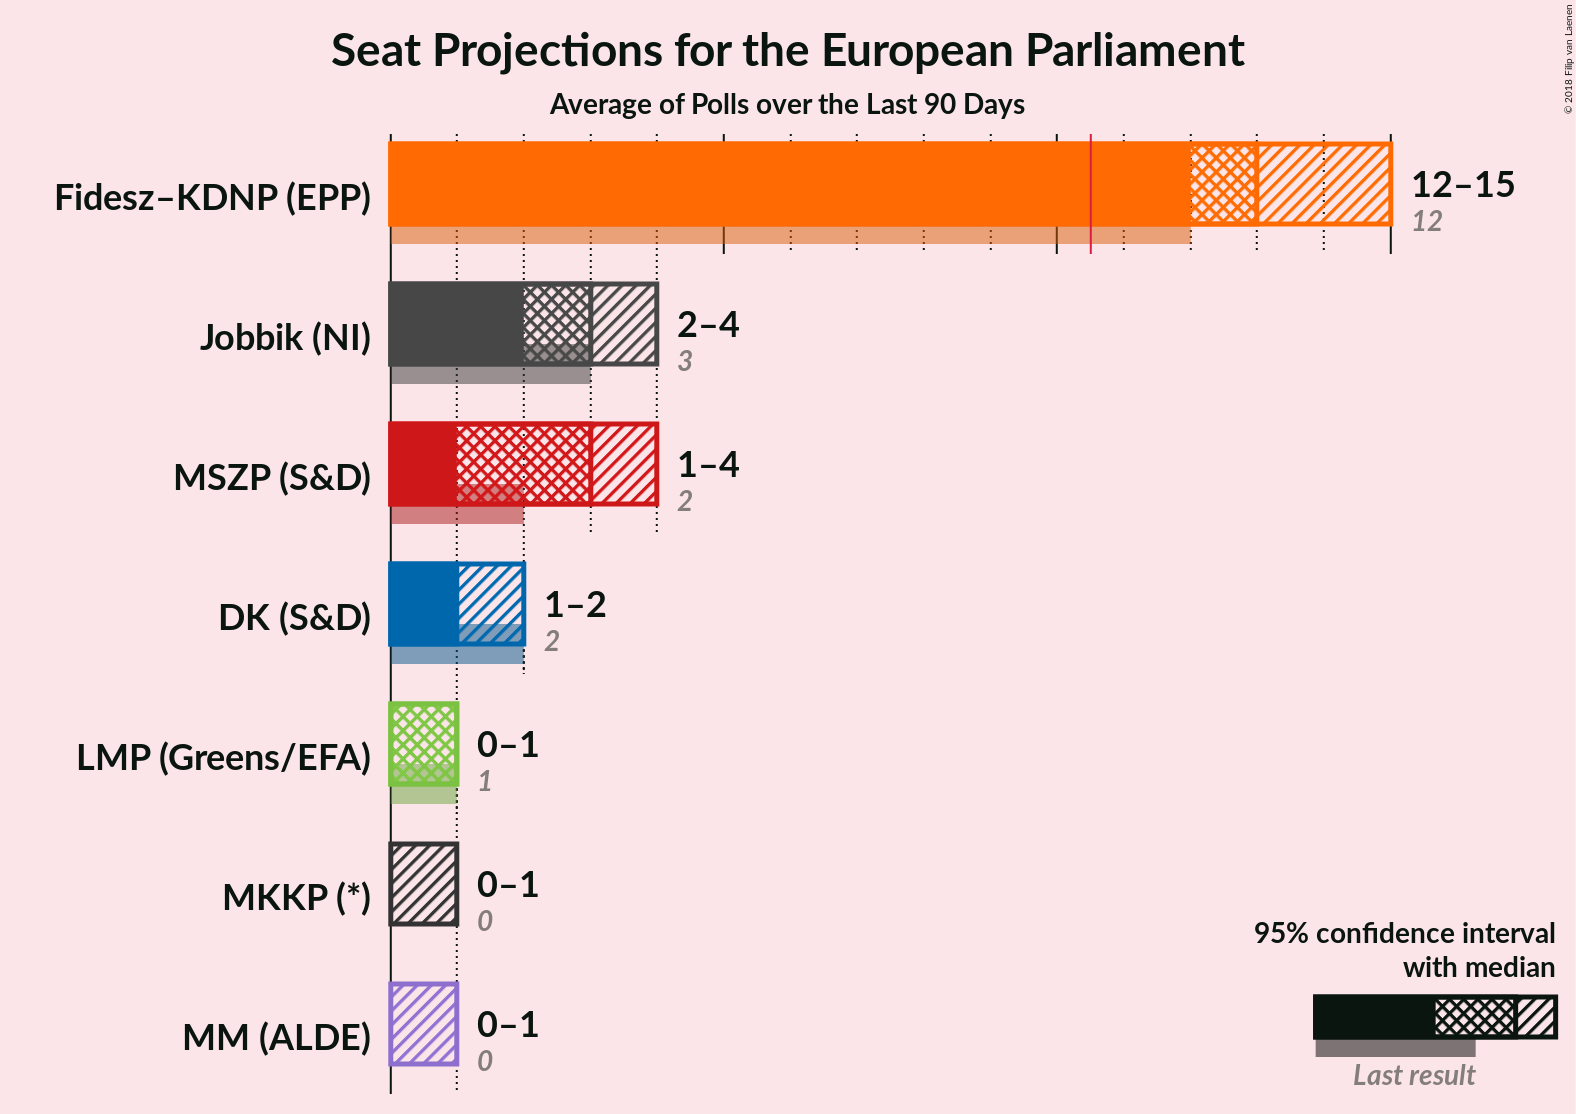 Seat Projections for the European Parliament
Average of Polls over the Last 90 Days
© 2018 Filip van Laenen
Fidesz–KDNP (EPP)
12–15
12
Jobbik (NI)
2–4
3
MSZP (S&D)
1–4
2
DK (S&D)
1–2
2
LMP (Greens/EFA)
0–1
1
MKKP (*)
0–1
0
MM (ALDE)
0–1
0
95% confidence interval
with median
Last result